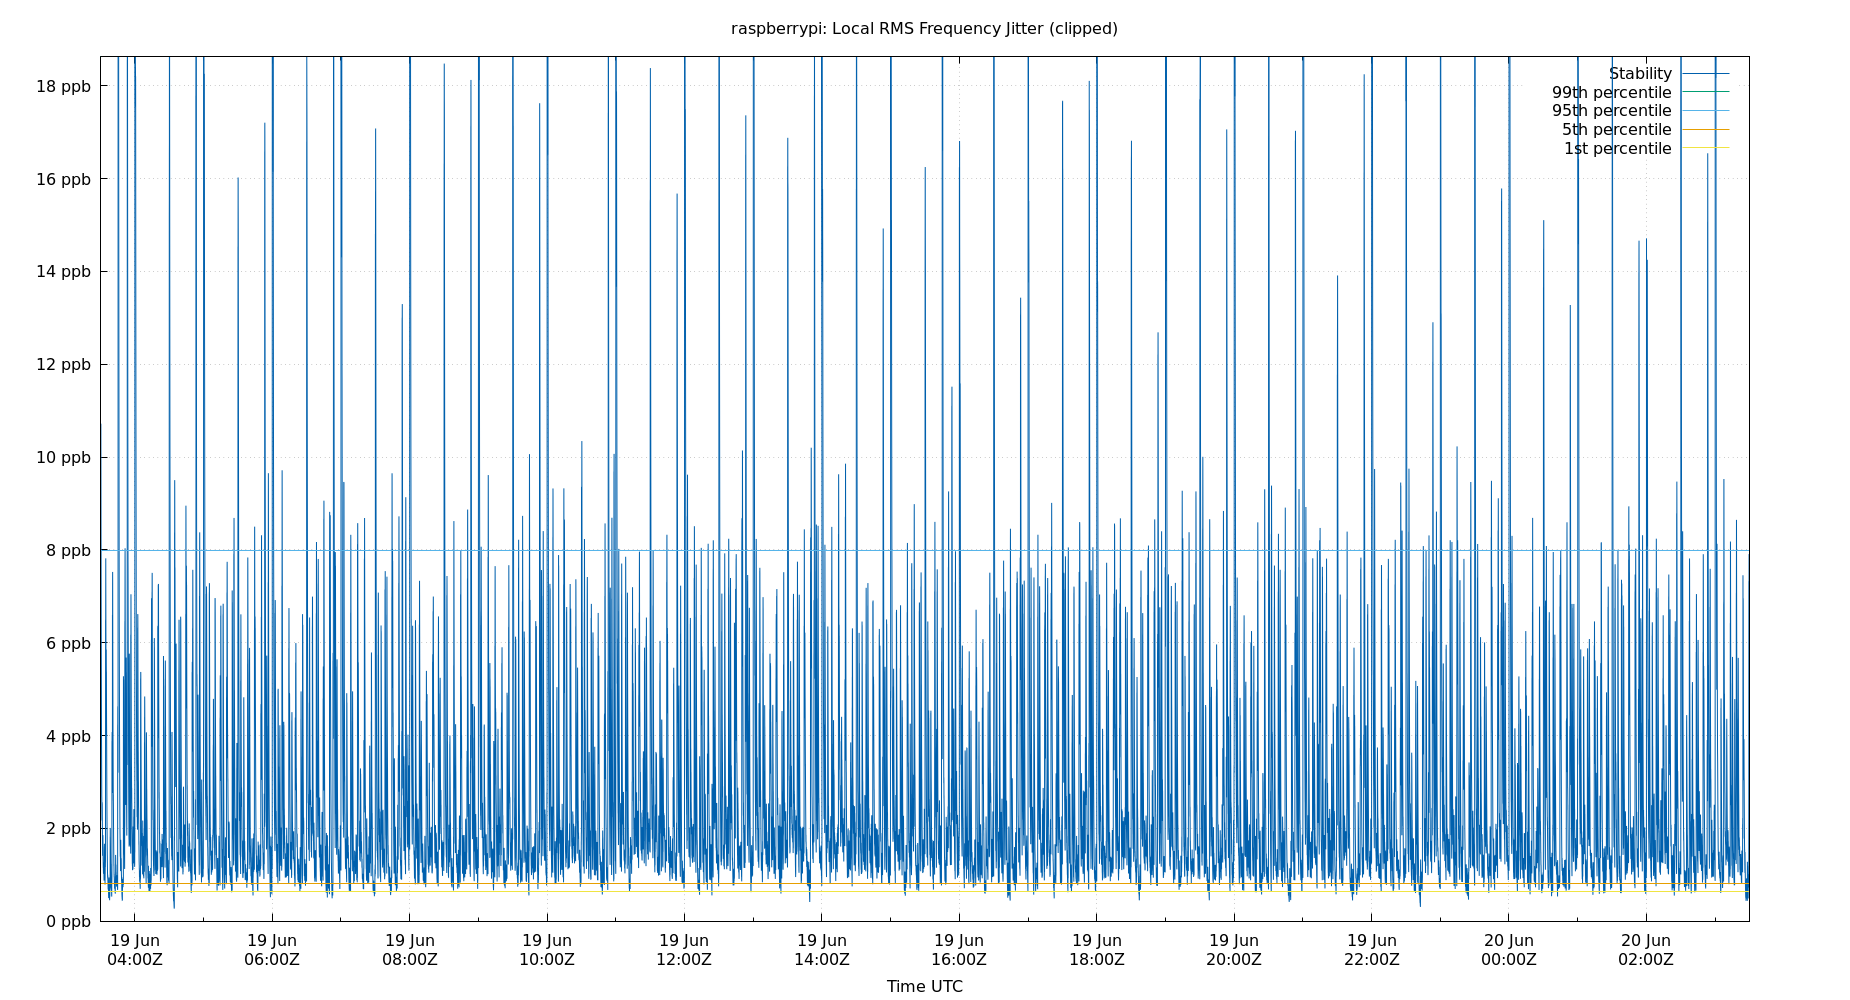 raspberrypi: Local RMS Frequency Jitter (clipped)
18 ppb
16 ppb
14 ppb
12 ppb
10 ppb
8 ppb
6 ppb
4 ppb
2 ppb
0 ppb
Stability
99th percentile
95th percentile
5th percentile
1st percentile
19 Jun 19 Jun 19 Jun 19 Jun 19 Jun 19 Jun 19 Jun 19 Jun 19 Jun 19 Jun 20 Jun 20 Jun
04:00Z 06:00Z 08:00Z 10:00Z 12:00Z 14:00Z 16:00Z 18:00Z 20:00Z 22:00Z 00:00Z 02:00Z
Time UTC